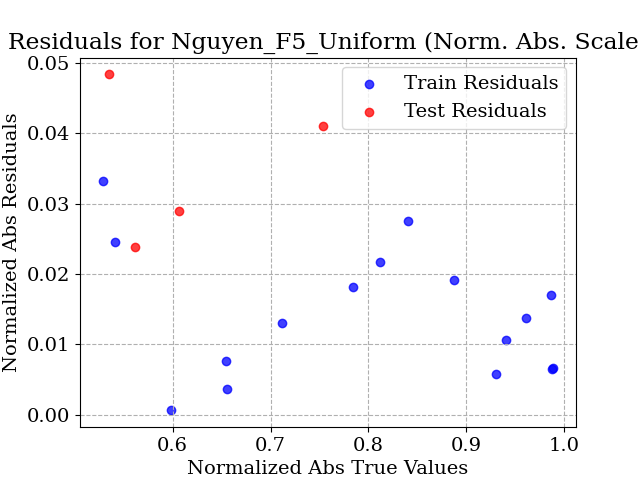 Residuals for Nguyen_F5_Uniform (Norm. Abs. Scale
Train Residuals
Test Residuals
Normalized Abs Residuals
0.05
0.04
0.03
0.02
0.01
0.00
0.6 0.7 0.8 0.9 1.0
Normalized Abs True Values